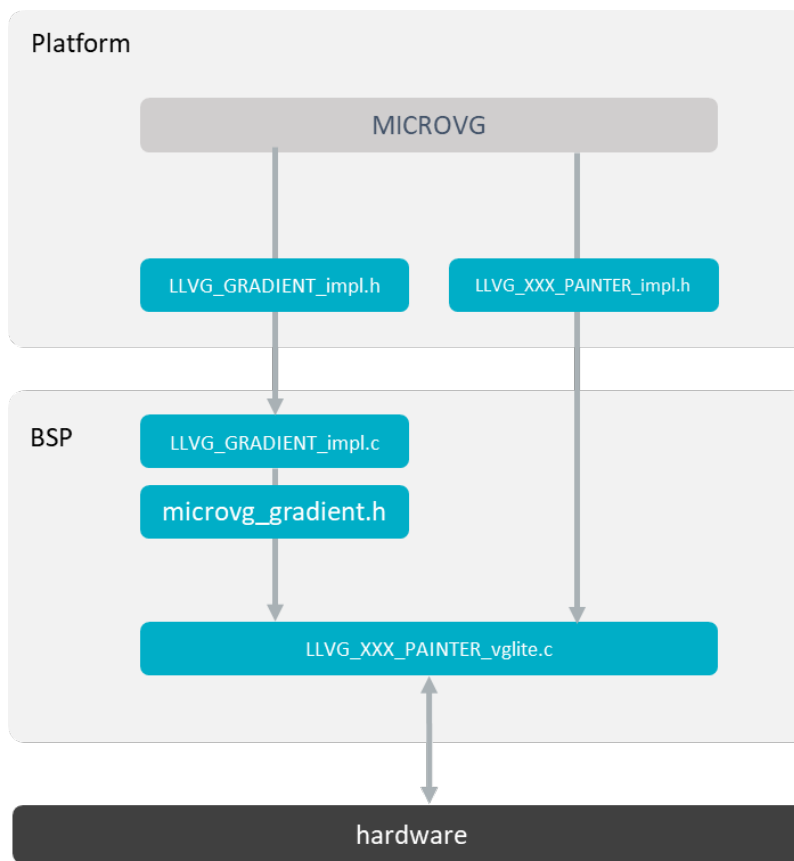 Platform
MICROVG
LLVG_GRADIENT_impl.h
LLVG_XXX_PAINTER_impl.h
BSP
LLVG_GRADIENT_impl.c
microvg_gradient.h
LLVG_XXX_PAINTER_vglite.c
hardware